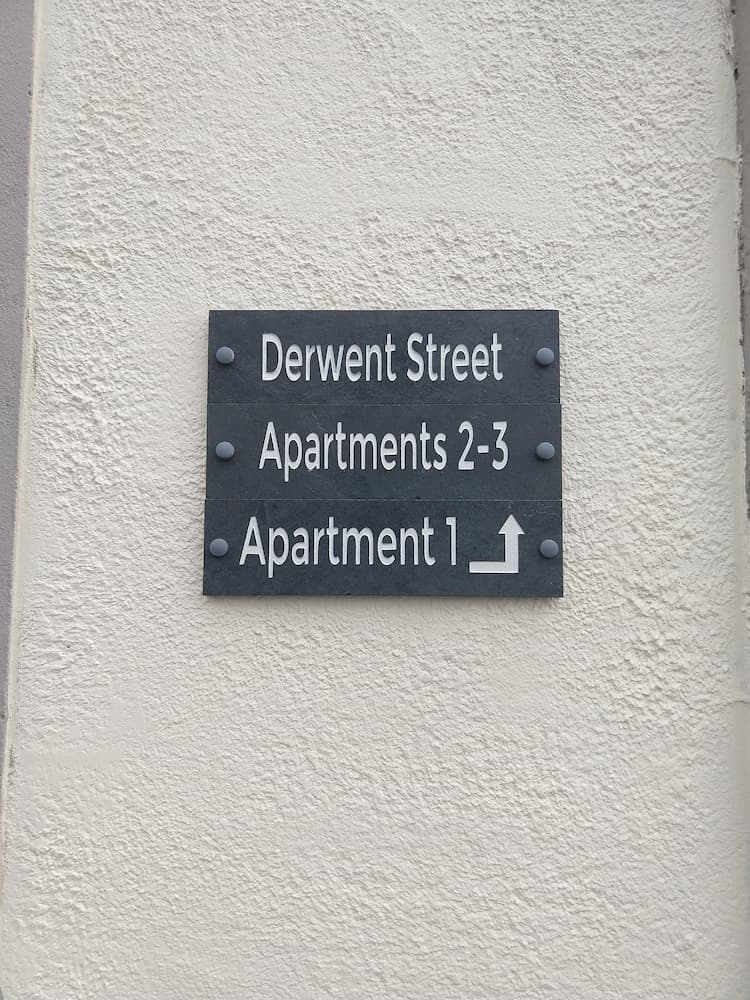 Derwent Street
Apartments 2-3
Apartment 1